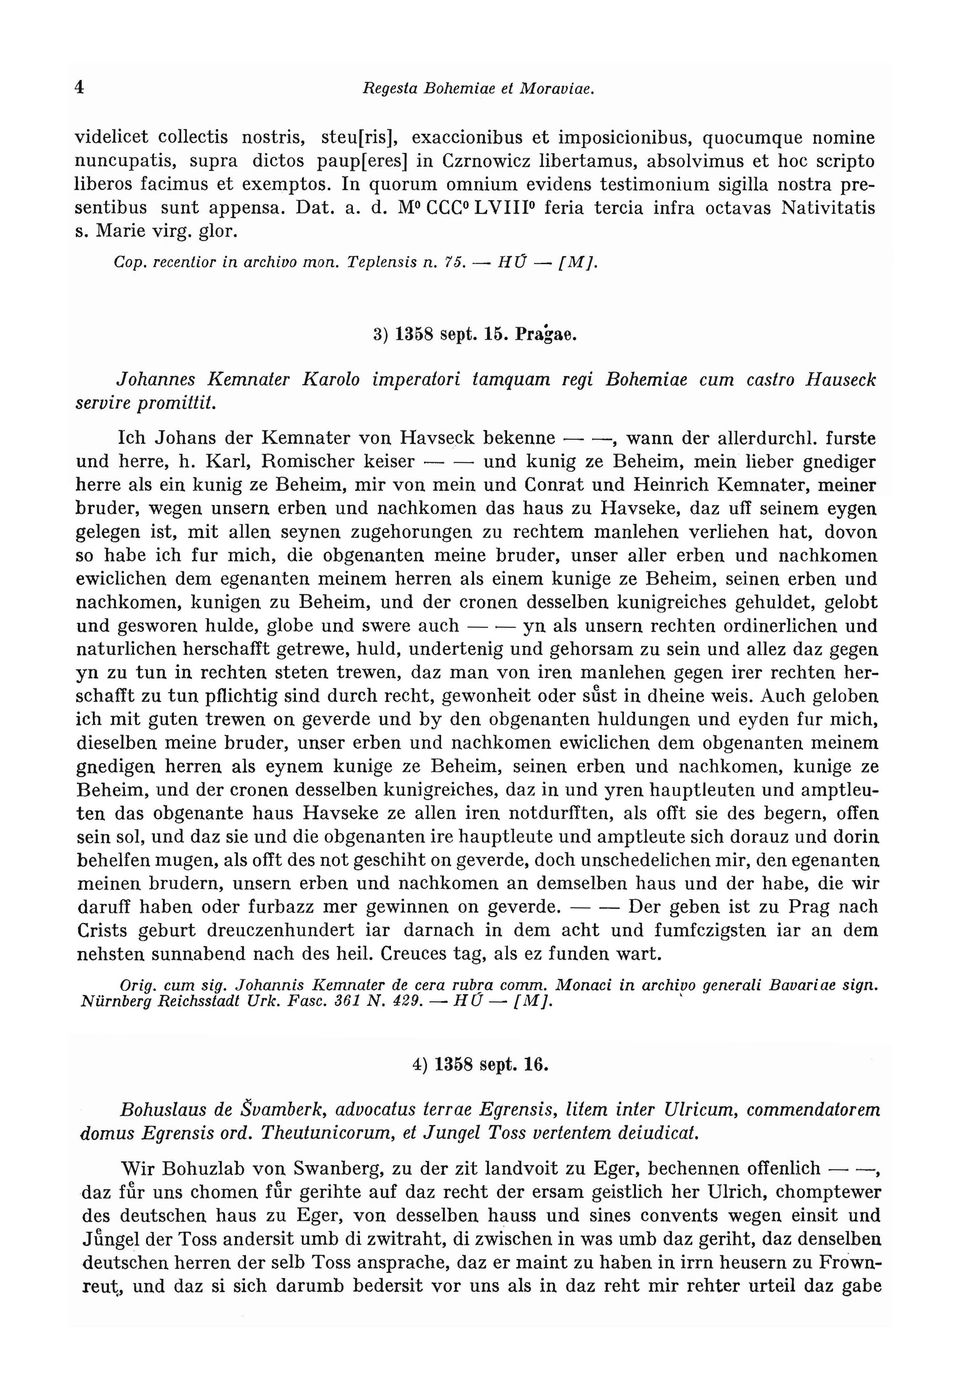 4 Regesta Bohemiae et Moraviae.
videlicet collectis nostris, steu[ris], exaccionibus et imposicionibus, quocumque nomine
nuncupatis, supra dictos paup[eres] in Czrnowicz libertamus, absolvimus et hoc scripto
liberos facimus et exemptos. In quorum omnium evidens testimonium sigilla nostra pre-
sentibus sunt appensa. Dat. a. d. M⁰ CCC⁰ LVIII⁰ feria tercia infra octavas Nativitatis
s. Marie virg. glor.
Cop. recentior in archivo mon. Teplensis n. 75. — HÚ — [M].
3) 1358 sept. 15. Pragae.
Johannes Kemnater Karolo imperatori tamquam regi Bohemiae cum castro Hauseck
servire promittit.
Ich Johans der Kemnater von Havseck bekenne — —, wann der allerdurchl. furste
und herre, h. Karl, Romischer keiser — — und kunig ze Beheim, mein lieber gnediger
herre als ein kunig ze Beheim, mir von mein und Conrat und Heinrich Kemnater, meiner
bruder, wegen unsern erben und nachkomen das haus zu Havseke, daz uff seinem eygen
gelegen ist, mit allen seynen zugehorungen zu rechtem manlehen verliehen hat, dovon
so habe ich fur mich, die obgenanten meine bruder, unser aller erben und nachkomen
ewiclichen dem egenanten meinem herren als einem kunige ze Beheim, seinen erben und
nachkomen, kunigen zu Beheim, und der cronen desselben kunigreiches gehuldet, gelobt
und gesworen hulde, globe und swere auch — — yn als unsern rechten ordinerlichen und
naturlichen herschafft getrewe, huld, undertenig und gehorsam zu sein und allez daz gegen
yn zu tun in rechten steten trewen, daz man von iren manlehen gegen irer rechten her-
schafft zu tun pflichtig sind durch recht, gewonheit oder suͤst in dheine weis. Auch geloben
ich mit guten trewen on geverde und by den obgenanten huldungen und eyden fur mich,
dieselben meine bruder, unser erben und nachkomen ewiclichen dem obgenanten meinem
gnedigen herren als eynem kunige ze Beheim, seinen erben und nachkomen, kunige ze
Beheim, und der cronen desselben kunigreiches, daz in und yren hauptleuten und amptleu-
ten das obgenante haus Havseke ze allen iren notdurfften, als offt sie des begern, offen
sein sol, und daz sie und die obgenanten ire hauptleute und amptleute sich dorauz und dorin
behelfen mugen, als offt des not geschiht on geverde, doch unschedelichen mir, den egenanten
meinen brudern, unsern erben und nachkomen an demselben haus und der habe, die wir
daruff haben oder furbazz mer gewinnen on geverde. — — Der geben ist zu Prag nach
Crists geburt dreuczenhundert iar darnach in dem acht und fumfczigsten iar an dem
nehsten sunnabend nach des heil. Creuces tag, als ez funden wart.
Orig. cum sig. Johannis Kemnater de cera rubra comm. Monaci in archivo generali Bavariae sign.
Nürnberg Reichsstadt Urk. Fasc. 361 N. 429. — HÚ — [M].
4) 1358 sept. 16.
Bohuslaus de Švamberk, advocatus terrae Egrensis, litem inter Ulricum, commendatorem
domus Egrensis ord. Theutunicorum, et Jungel Toss vertentem deiudicat.
Wir Bohuzlab von Swanberg, zu der zit landvoit zu Eger, bechennen offenlich — —,
daz fuͤr uns chomen fuͤr gerihte auf daz recht der ersam geistlich her Ulrich, chomptewer
des deutschen haus zu Eger, von desselben hauss und sines convents wegen einsit und
Juͤngel der Toss andersit umb di zwitraht, di zwischen in was umb daz geriht, daz denselben
deutschen herren der selb Toss ansprache, daz er maint zu haben in irrn heusern zu Frown-
reut, und daz si sich darumb bedersit vor uns als in daz reht mir rehter urteil daz gabe